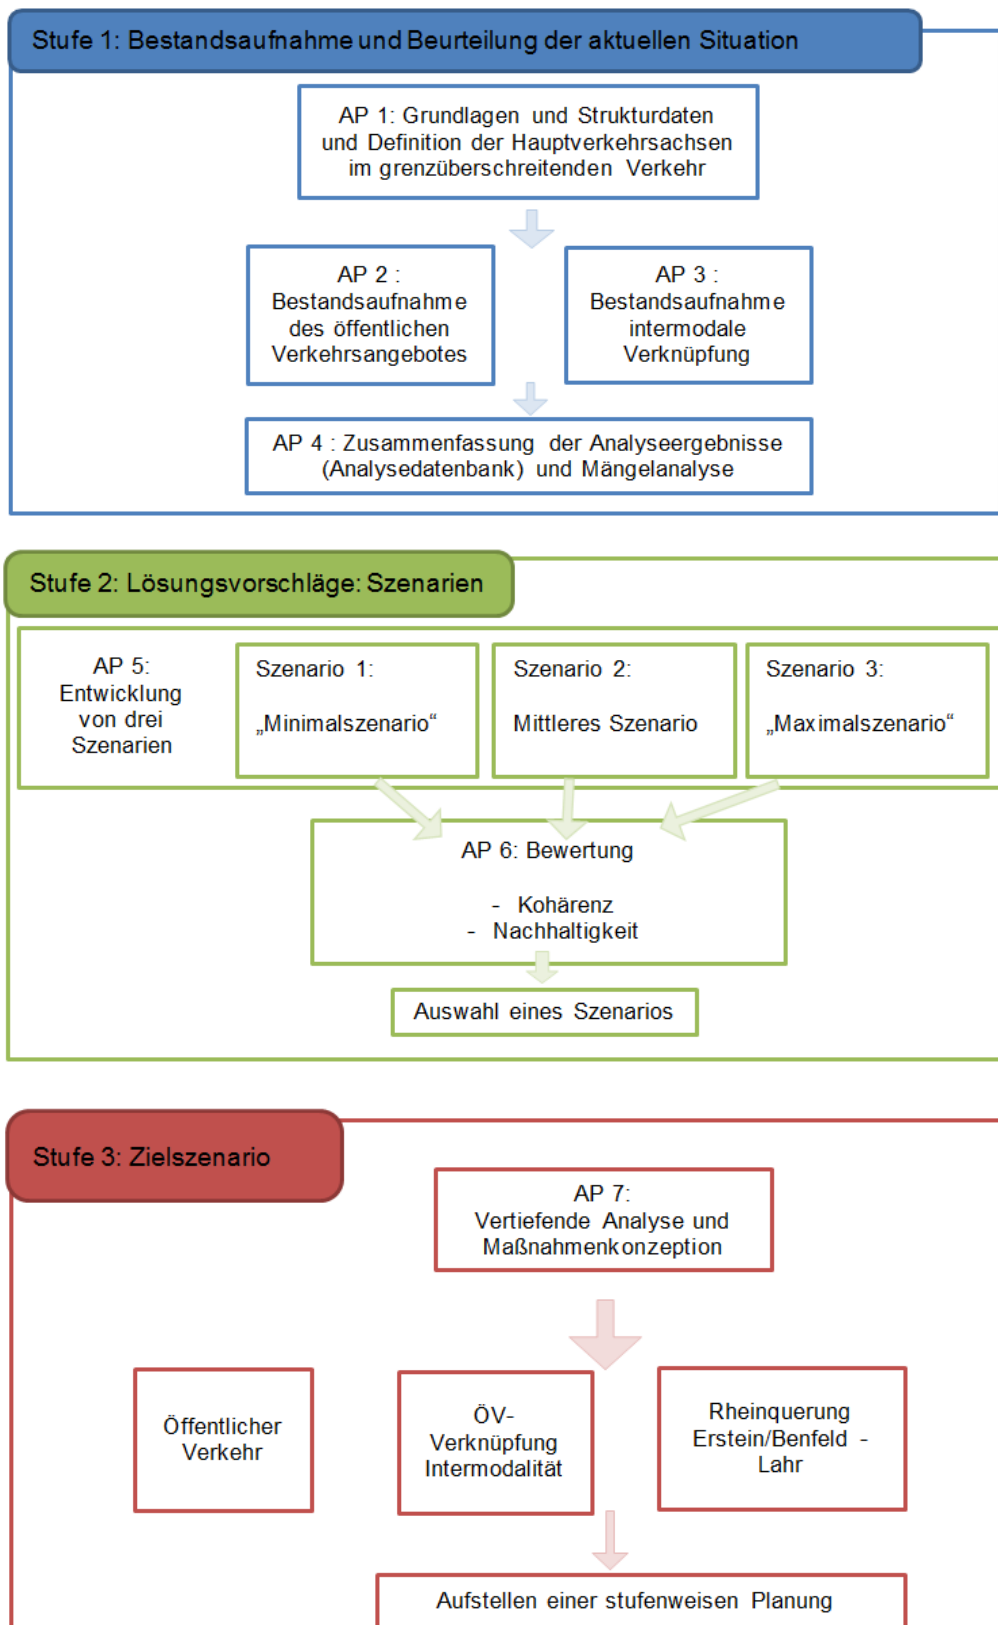 Stufe 1: Bestandsaufnahme und Beurteilung der aktuellen Situation
AP 1: Grundlagen und Strukturdaten
und Definition der Hauptverkehrsachsen
im grenzüberschreitenden Verkehr
AP 2 :
Bestandsaufnahme
des öffentlichen
Verkehrsangebotes
AP 3 :
Bestandsaufnahme
intermodale
Verknüpfung
AP 4 : Zusammenfassung der Analyseergebnisse
(Analysedatenbank) und Mängelanalyse
Stufe 2: Lösungsvorschläge: Szenarien
AP 5:
Entwicklung
von drei
Szenarien
Szenario 1:
„Minimalszenario“
Szenario 2:
Mittleres Szenario
Szenario 3:
„Maximalszenario“
AP 6: Bewertung
- Kohärenz
- Nachhaltigkeit
Auswahl eines Szenarios
Stufe 3: Zielszenario
AP 7:
Vertiefende Analyse und
Maßnahmenkonzeption
Öffentlicher
Verkehr
ÖV-
Verknüpfung
Intermodalität
Rheinquerung
Erstein/Benfeld -
Lahr
Aufstellen einer stufenweisen Planung